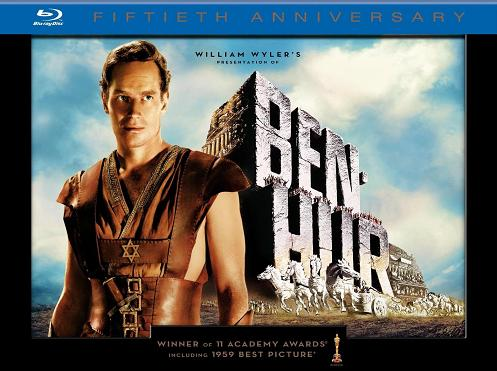 Blu-ray Disc
FIFTIETH ANNIVERSARY
WILLIAM WYLER'S
PRESENTATION OF
BEN-
HUR
WINNER OF 11 ACADEMY AWARDS®
INCLUDING 1959 BEST PICTURE®